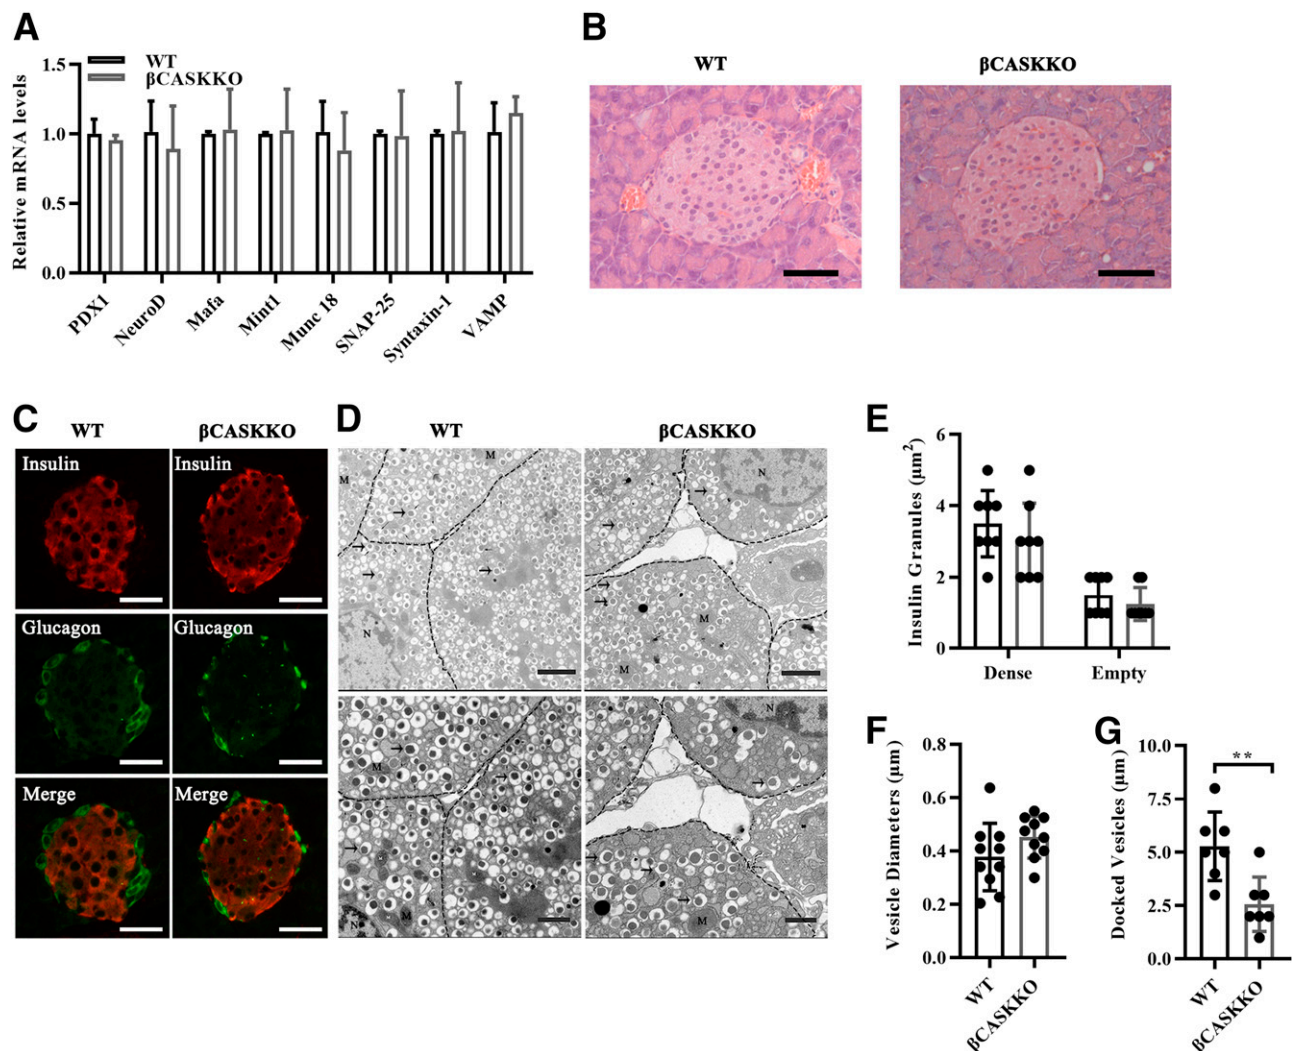 A
WT
βCASKKO
Relative mRNA levels
1.5
1.0
0.5
0.0
PDX1
NeuroD
Mafa
Mint1
Munc 18
SNAP-25
Syntaxin-1
VAMP
B
WT
βCASKKO
C
WT
βCASKKO
Insulin
Insulin
Glucagon
Glucagon
Merge
Merge
D
WT
βCASKKO
M
M
N
N
M
M
M
M
N
N
M
E
Insulin Granules (μm²)
6
4
2
0
Dense
Empty
F
Vesicle Diameters (μm)
0.8
0.6
0.4
0.2
0.0
WT
βCASKKO
G
Docked Vesicles (μm)
10.0
7.5
5.0
2.5
0.0
**
WT
βCASKKO